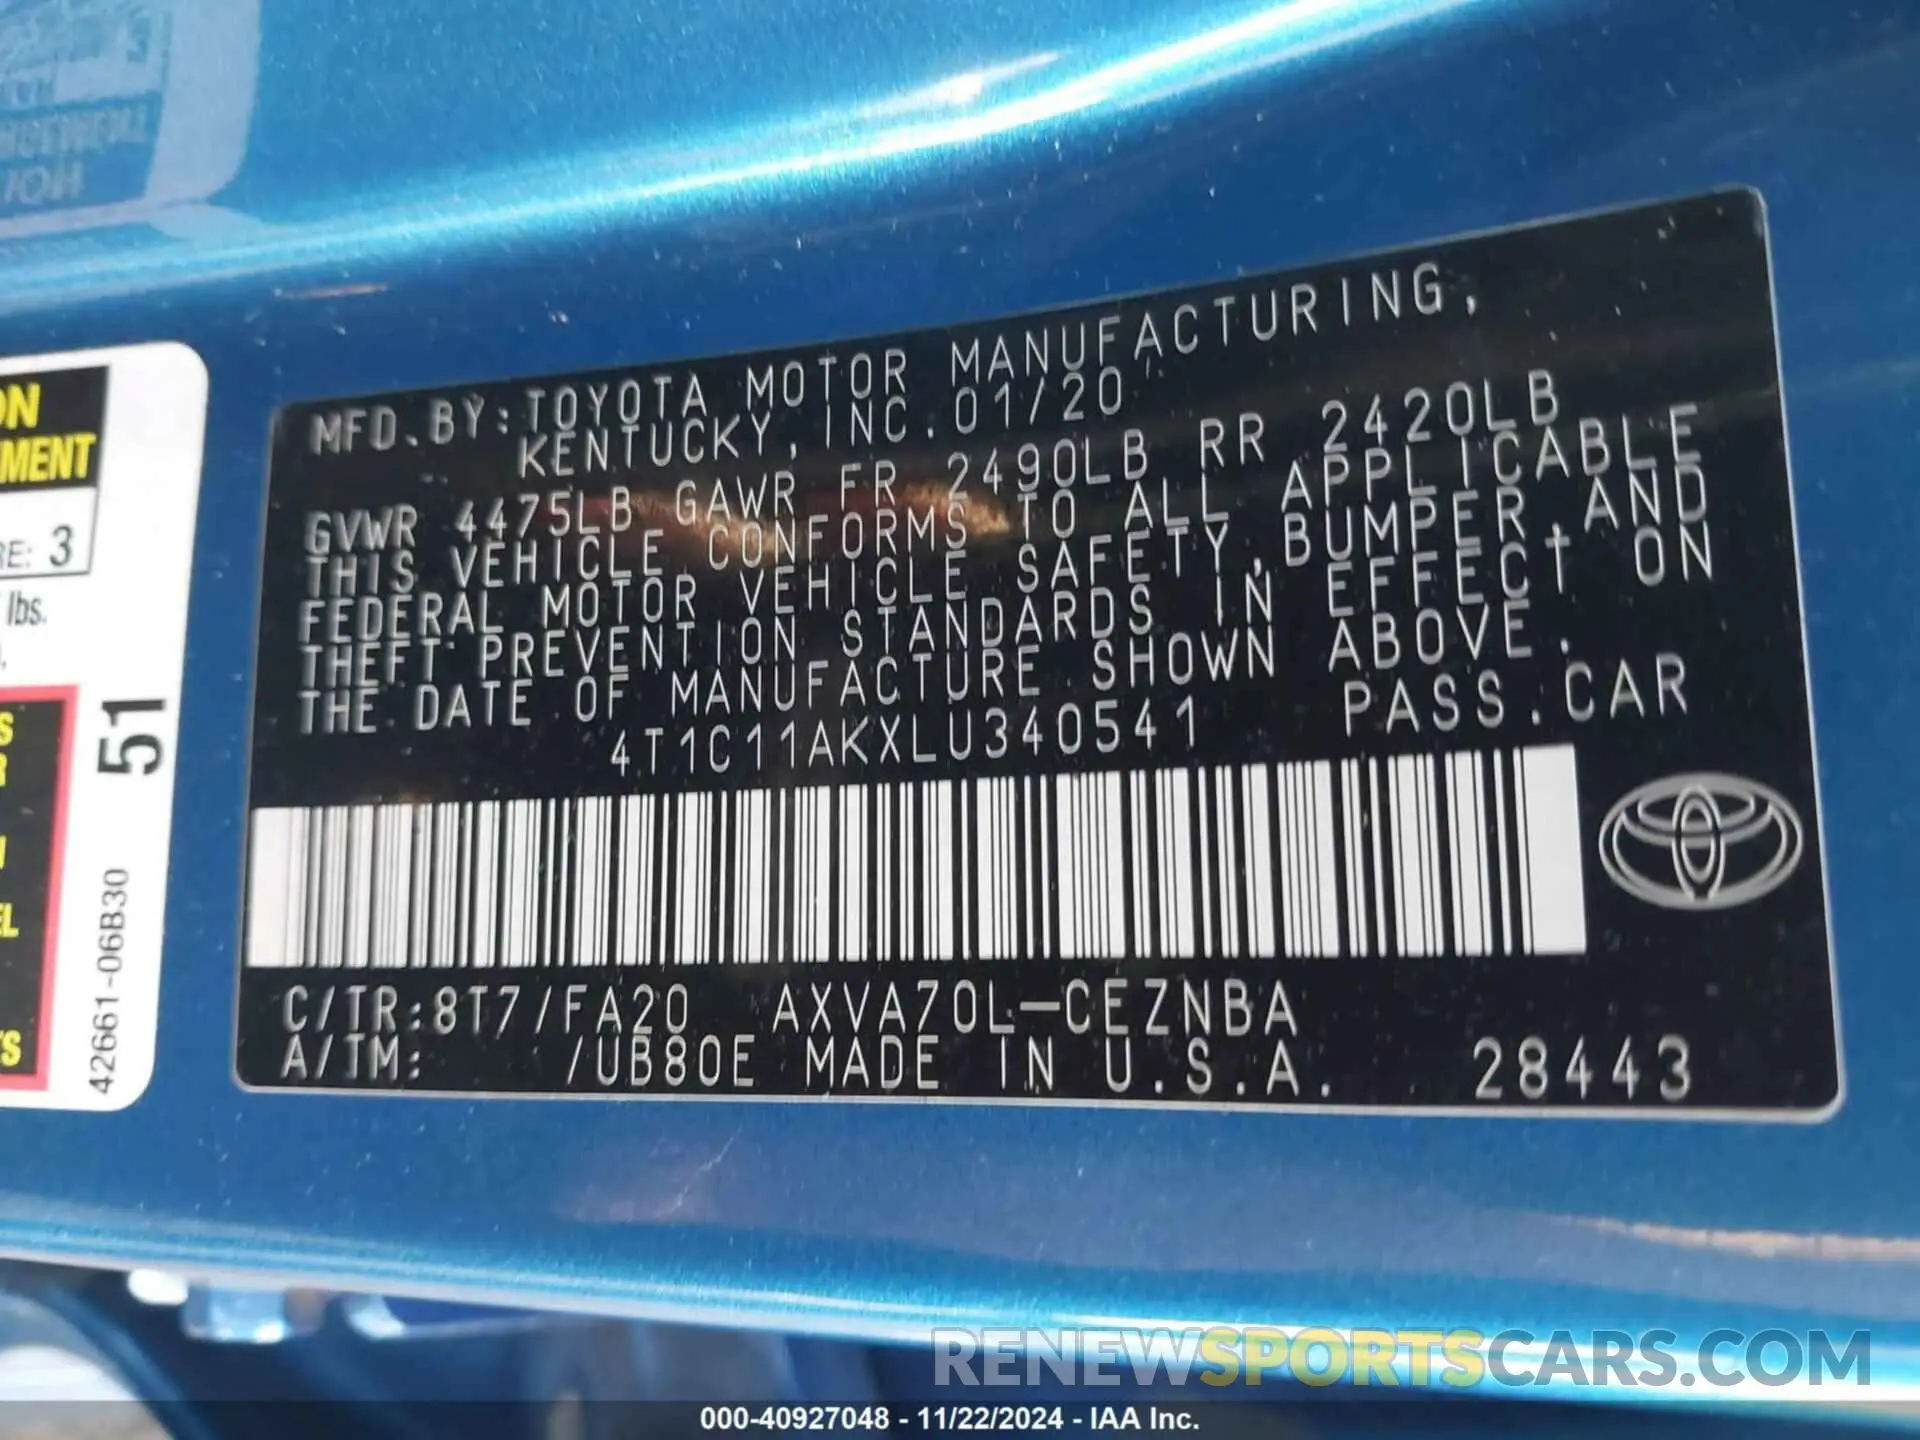 MFD. BY: TOYOTA MOTOR MANUFACTURING,
KENTUCKY, INC. 01/20
GVWR 4475LB GAWR FR 2490LB RR 2420LB
THIS VEHICLE CONFORMS TO ALL APPLICABLE
FEDERAL MOTOR VEHICLE SAFETY, BUMPER, AND
THEFT PREVENTION STANDARDS IN EFFECT ON
THE DATE OF MANUFACTURE SHOWN ABOVE.
4T1C11AKXLU340541 PASS.CAR
C/TR:8T7/FA20 AXVA70L-CEZNBA
A/TM: /UB80E MADE IN U.S.A. 28443
3
lbs.
51
42661-06B30
RENEWSPORTSCARS.COM
000-40927048 - 11/22/2024 - IAA Inc.